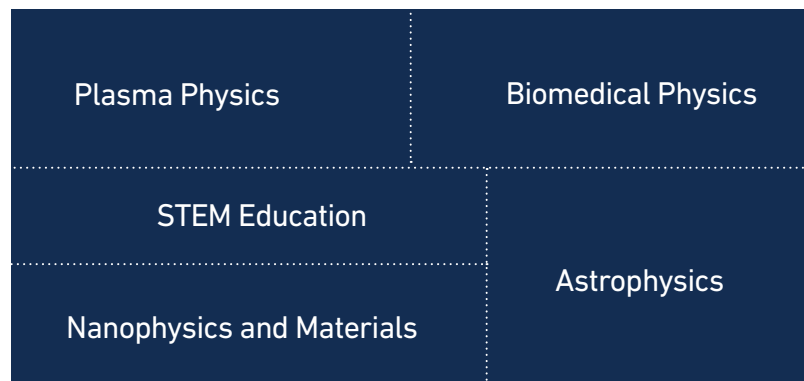 Plasma Physics
Biomedical Physics
STEM Education
Astrophysics
Nanophysics and Materials